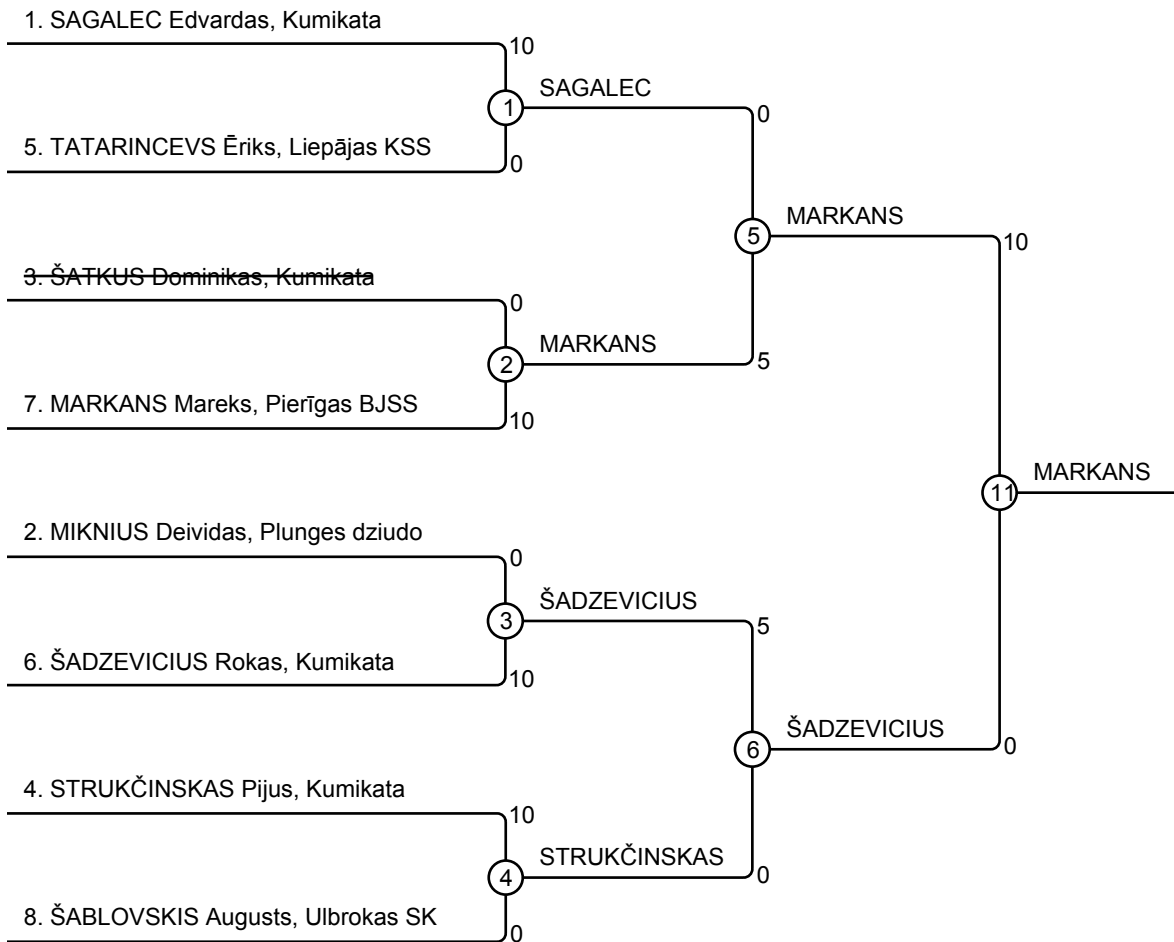 1. SAGALEC Edvardas, Kumikata
10
1
SAGALEC
0
5. TATARINCEVS Ēriks, Liepājas KSS
0
5
MARKANS
10
3. ŠATKUS Dominikas, Kumikata
0
2
MARKANS
5
7. MARKANS Mareks, Pierīgas BJSS
10
11
MARKANS
2. MIKNIUS Deividas, Plunges dziudo
0
3
ŠADZEVICIUS
5
6. ŠADZEVICIUS Rokas, Kumikata
10
6
ŠADZEVICIUS
0
4. STRUKČINSKAS Pijus, Kumikata
10
4
STRUKČINSKAS
0
8. ŠABLOVSKIS Augusts, Ulbrokas SK
0